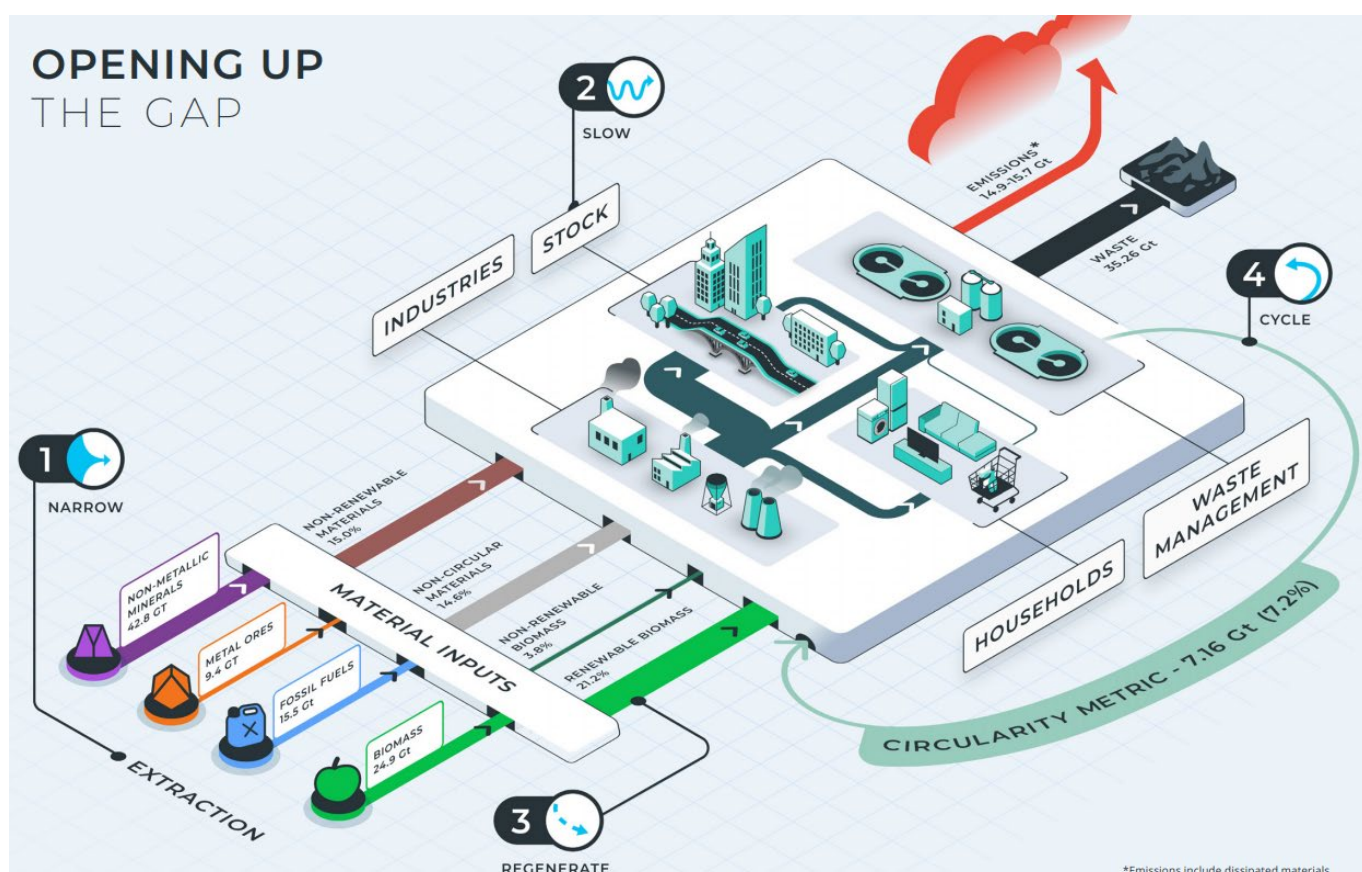 OPENING UP
THE GAP
2
SLOW
STOCK
INDUSTRIES
EMISSIONS*
14.9-15.7 Gt
WASTE
35.26 Gt
4
CYCLE
1
NARROW
NON-RENEWABLE
MATERIALS
15.0%
NON-CIRCULAR
MATERIALS
14.6%
NON-RENEWABLE
BIOMASS
3.8%
RENEWABLE BIOMASS
21.2%
WASTE
MANAGEMENT
HOUSEHOLDS
NON-METALLIC
MINERALS
42.8 GT
METAL ORES
9.4 GT
FOSSIL FUELS
15.5 Gt
BIOMASS
24.9 Gt
MATERIAL INPUTS
CIRCULARITY METRIC - 7.16 Gt (7.2%)
EXTRACTION
3
REGENERATE
*Emissions include dissipated materials